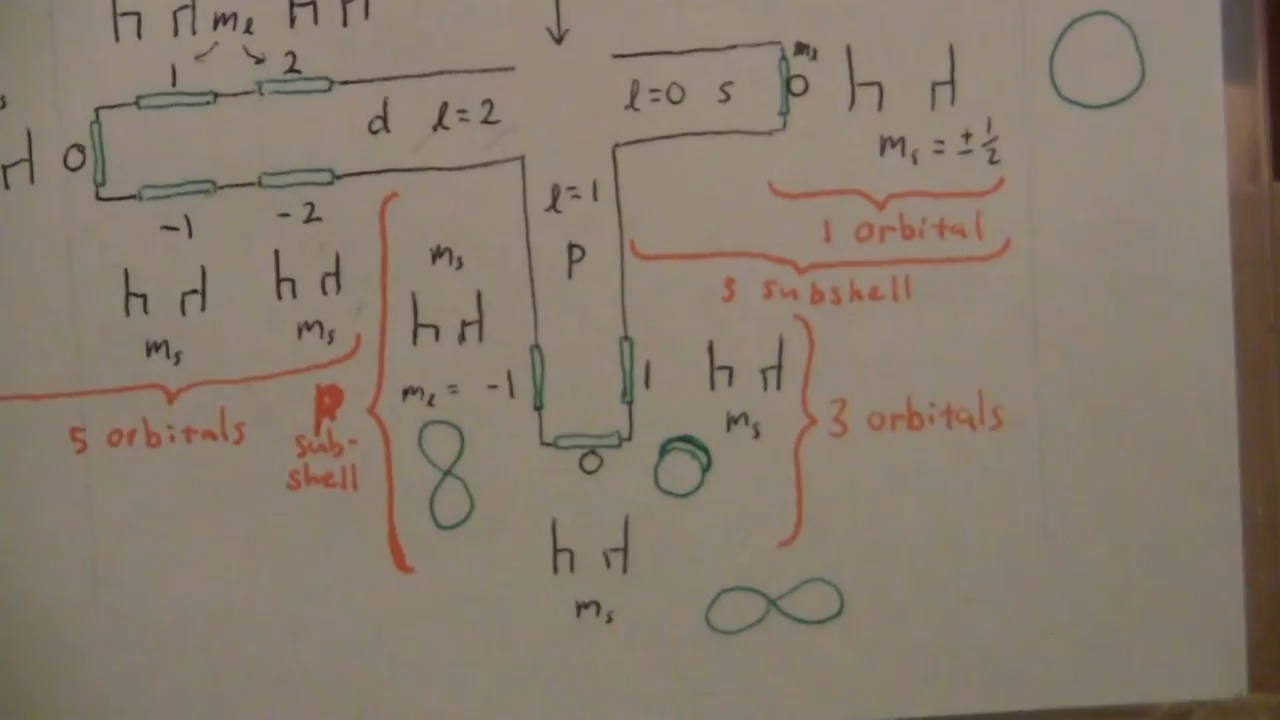 mℓ
1 2
d ℓ=2
0
-1 -2
ms
ms
ℓ=0 s
0
ms = ±1/2
1 orbital
s subshell
ℓ=1
p
ms
mℓ = -1
1
0
ms
ms
3 orbitals
5 orbitals
p
sub-
shell